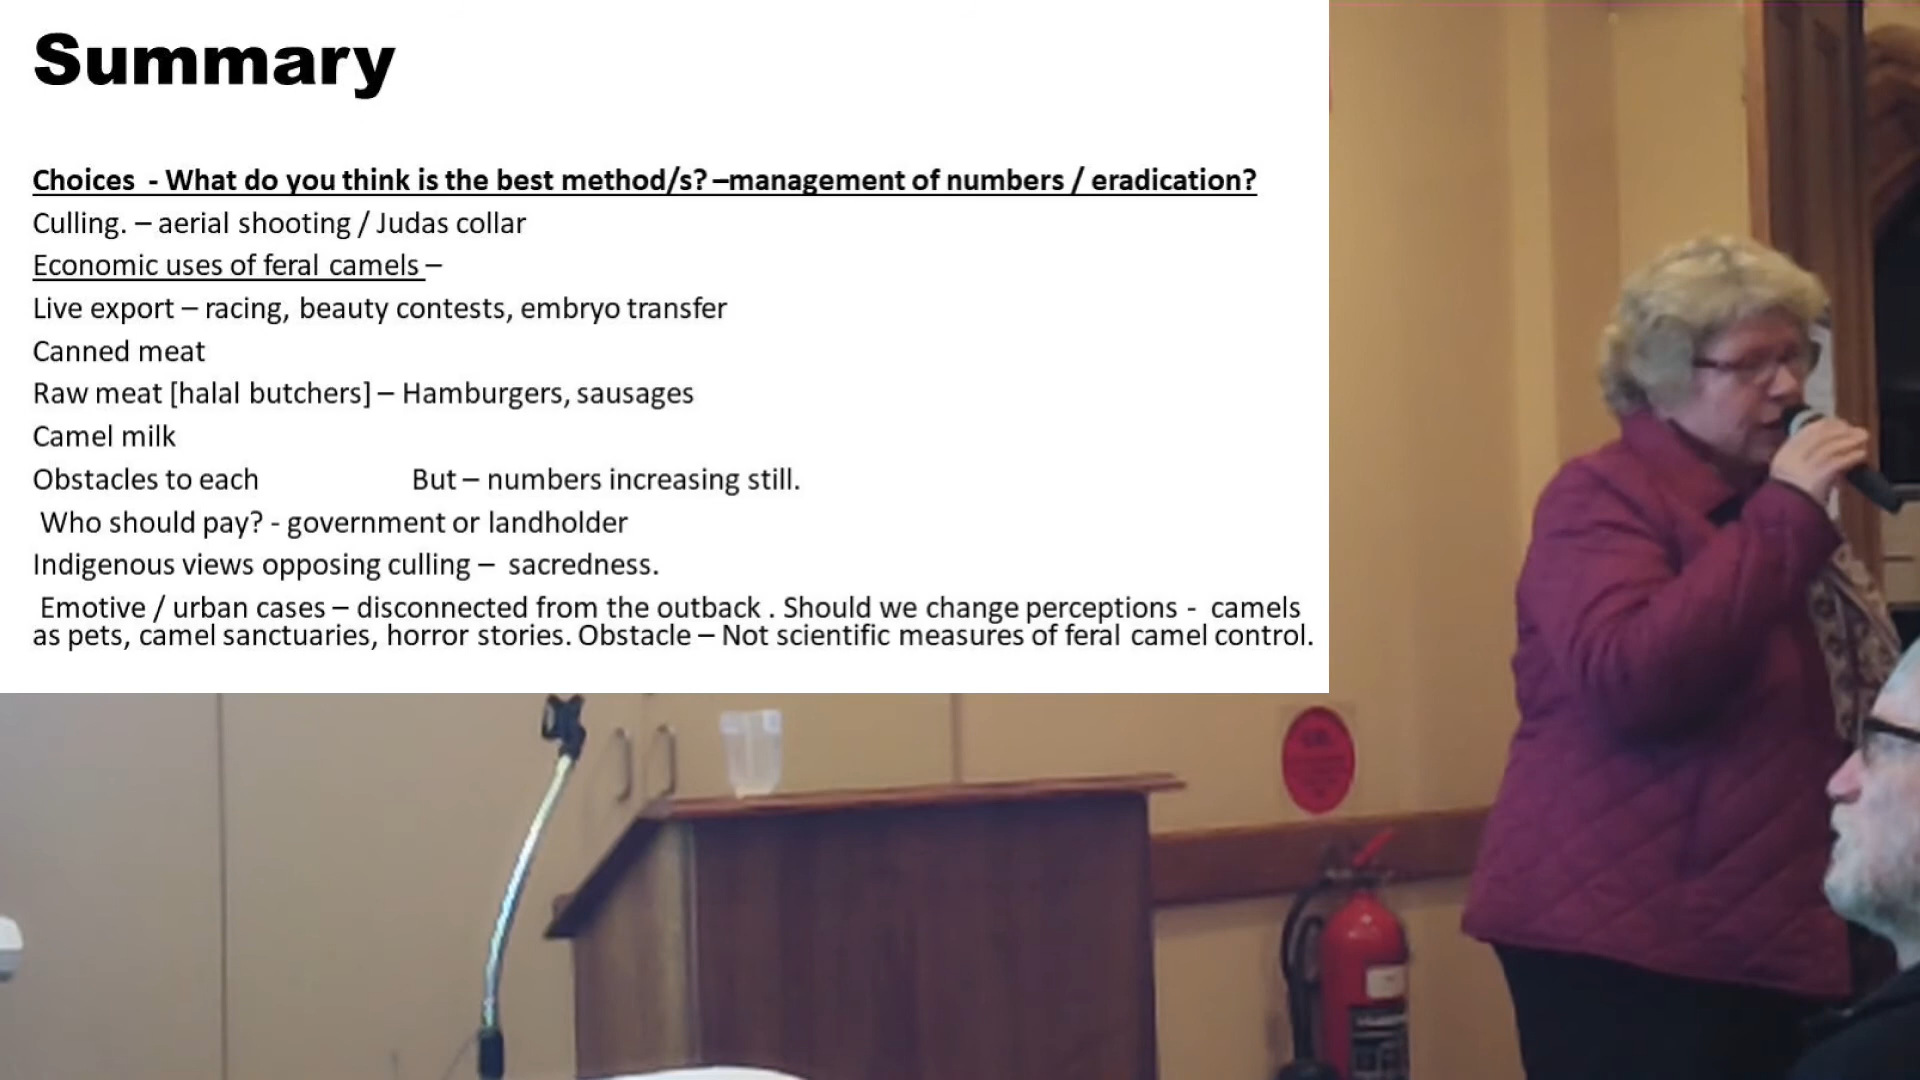 Summary
Choices - What do you think is the best method/s? –management of numbers / eradication?
Culling. – aerial shooting / Judas collar
Economic uses of feral camels –
Live export – racing, beauty contests, embryo transfer
Canned meat
Raw meat [halal butchers] – Hamburgers, sausages
Camel milk
Obstacles to each But – numbers increasing still.
Who should pay? - government or landholder
Indigenous views opposing culling – sacredness.
Emotive / urban cases – disconnected from the outback . Should we change perceptions - camels
as pets, camel sanctuaries, horror stories. Obstacle – Not scientific measures of feral camel control.